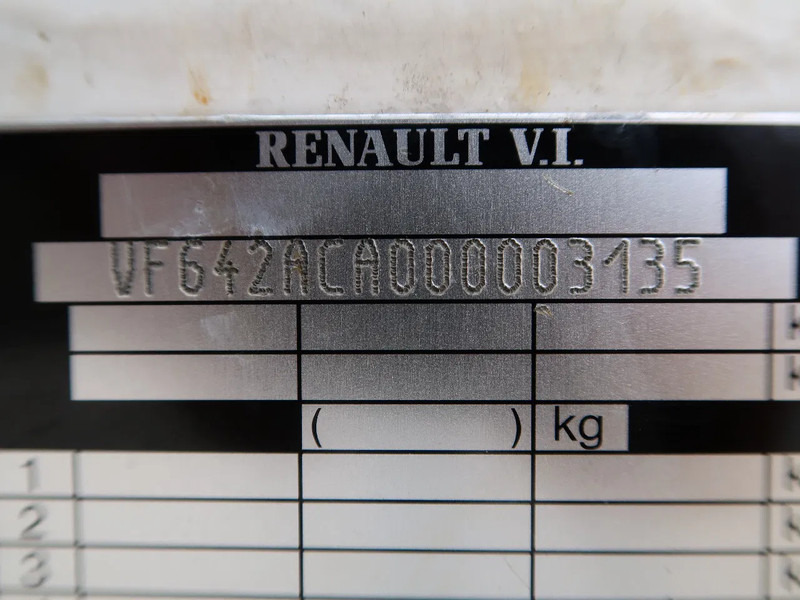 RENAULT V.I.
VF642ACA000003135
( ) kg
1
2
3